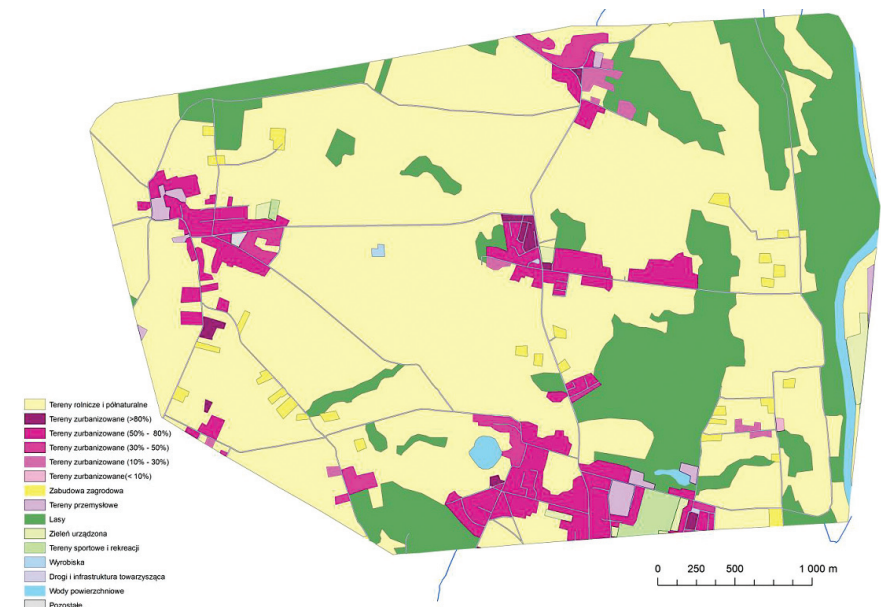 Tereny rolnicze i półnaturalne
Tereny zurbanizowane (>80%)
Tereny zurbanizowane (50% - 80%)
Tereny zurbanizowane (30% - 50%)
Tereny zurbanizowane (10% - 30%)
Tereny zurbanizowane(< 10%)
Zabudowa zagrodowa
Tereny przemysłowe
Lasy
Zieleń urządzona
Tereny sportowe i rekreacji
Wyrobiska
Drogi i infrastruktura towarzysząca
Wody powierzchniowe
Pozostałe
0 250 500 1 000 m